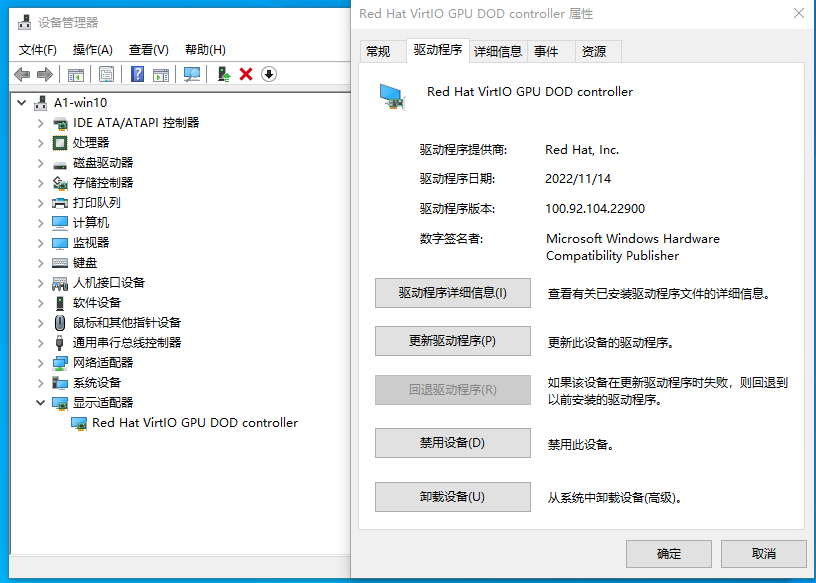 设备管理器
文件(F) 操作(A) 查看(V) 帮助(H)
A1-win10
IDE ATA/ATAPI 控制器
处理器
磁盘驱动器
存储控制器
打印队列
计算机
监视器
键盘
人机接口设备
软件设备
鼠标和其他指针设备
通用串行总线控制器
网络适配器
系统设备
显示适配器
Red Hat VirtIO GPU DOD controller
Red Hat VirtIO GPU DOD controller 属性
常规 驱动程序 详细信息 事件 资源
Red Hat VirtIO GPU DOD controller
驱动程序提供商: Red Hat, Inc.
驱动程序日期: 2022/11/14
驱动程序版本: 100.92.104.22900
数字签名者: Microsoft Windows Hardware
Compatibility Publisher
驱动程序详细信息(I) 查看有关已安装驱动程序文件的详细信息。
更新驱动程序(P) 更新此设备的驱动程序。
回退驱动程序(R) 如果该设备在更新驱动程序时失败，则回退到
以前安装的驱动程序。
禁用设备(D) 禁用此设备。
卸载设备(U) 从系统中卸载设备(高级)。
确定 取消